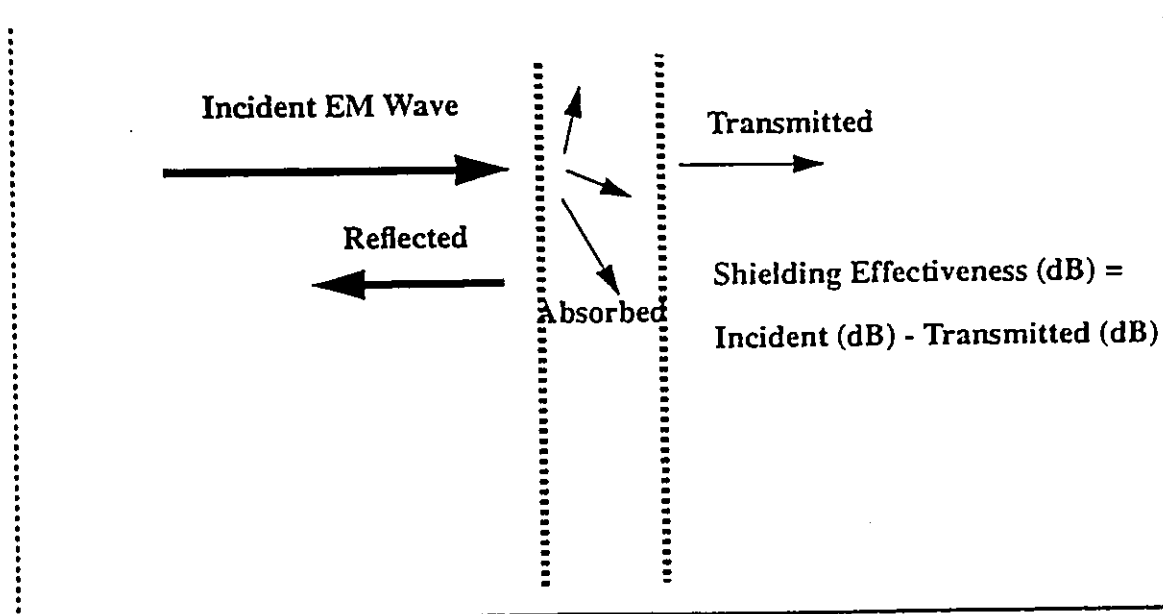 Incident EM Wave
Transmitted
Reflected
Absorbed
Shielding Effectiveness (dB) =
Incident (dB) - Transmitted (dB)